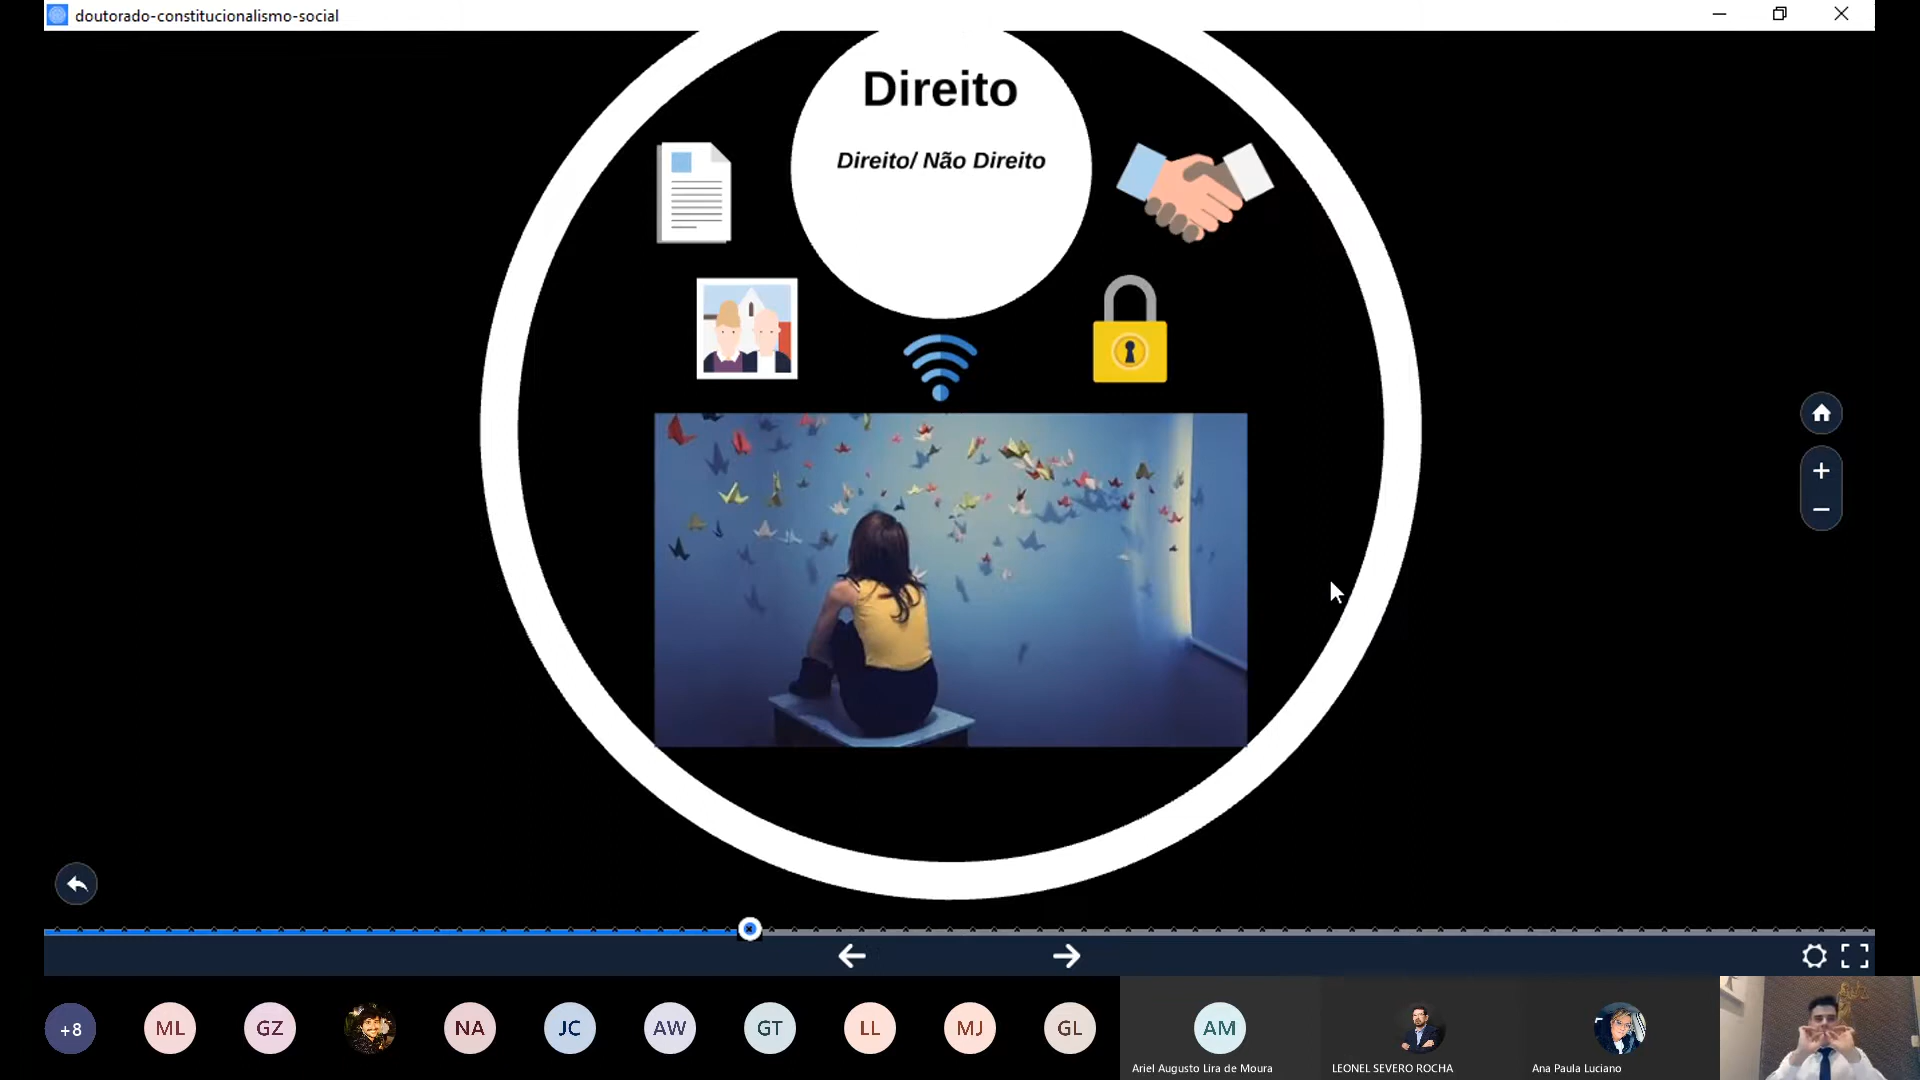 doutorado-constitucionalismo-social
Direito
Direito/ Não Direito
+8
ML
GZ
NA
JC
AW
GT
LL
MJ
GL
AM
Ariel Augusto Lira de Moura
LEONEL SEVERO ROCHA
Ana Paula Luciano